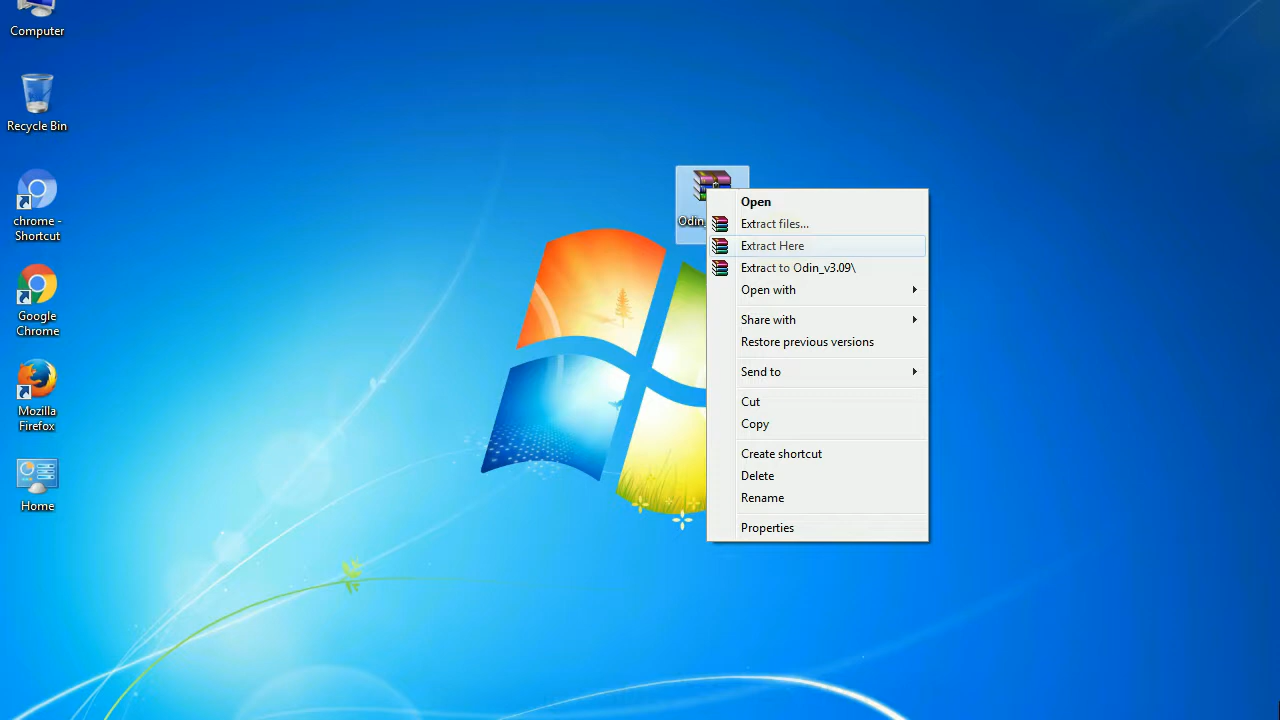 Computer
Recycle Bin
chrome -
Shortcut
Google
Chrome
Mozilla
Firefox
Home
Odin_
Open
Extract files...
Extract Here
Extract to Odin_v3.09\
Open with
Share with
Restore previous versions
Send to
Cut
Copy
Create shortcut
Delete
Rename
Properties